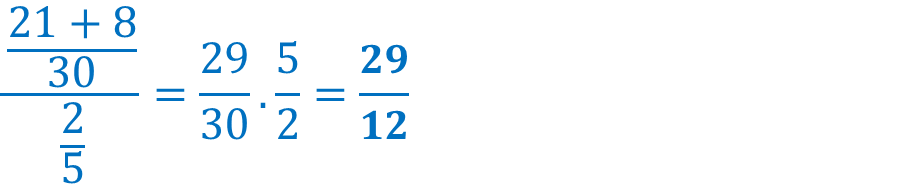 21 + 8
30
2
5
= 29/30 . 5/2 = 29/12